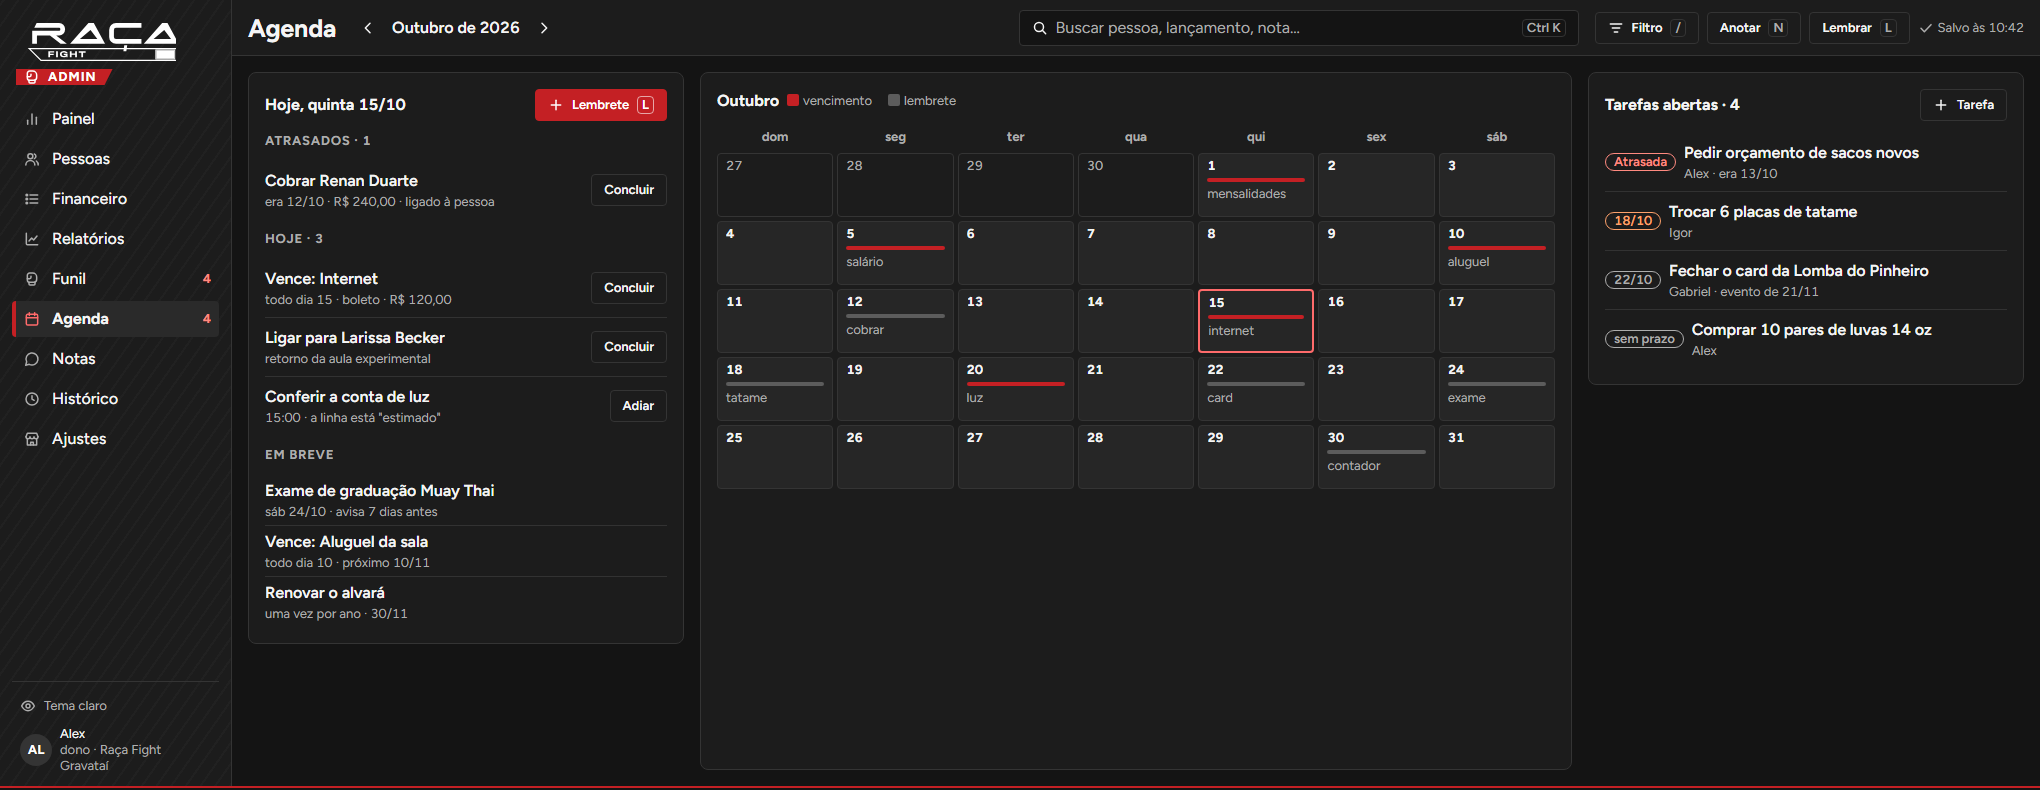 RAÇA
FIGHT
ADMIN
Painel
Pessoas
Financeiro
Relatórios
Funil 4
Agenda 4
Notas
Histórico
Ajustes
Tema claro
AL
Alex
dono · Raça Fight
Gravataí
Agenda
Outubro de 2026
Buscar pessoa, lançamento, nota... Ctrl K
Filtro /
Anotar N
Lembrar L
Salvo às 10:42
Hoje, quinta 15/10
+ Lembrete L
ATRASADOS · 1
Cobrar Renan Duarte
era 12/10 · R$ 240,00 · ligado à pessoa
Concluir
HOJE · 3
Vence: Internet
todo dia 15 · boleto · R$ 120,00
Concluir
Ligar para Larissa Becker
retorno da aula experimental
Concluir
Conferir a conta de luz
15:00 · a linha está "estimado"
Adiar
EM BREVE
Exame de graduação Muay Thai
sáb 24/10 · avisa 7 dias antes
Vence: Aluguel da sala
todo dia 10 · próximo 10/11
Renovar o alvará
uma vez por ano · 30/11
Outubro vencimento lembrete
dom seg ter qua qui sex sáb
27 28 29 30 1 2 3
mensalidades
4 5 6 7 8 9 10
salário aluguel
11 12 13 14 15 16 17
cobrar internet
18 19 20 21 22 23 24
tatame luz card exame
25 26 27 28 29 30 31
contador
Tarefas abertas · 4
+ Tarefa
Atrasada
Pedir orçamento de sacos novos
Alex · era 13/10
18/10
Trocar 6 placas de tatame
Igor
22/10
Fechar o card da Lomba do Pinheiro
Gabriel · evento de 21/11
sem prazo
Comprar 10 pares de luvas 14 oz
Alex